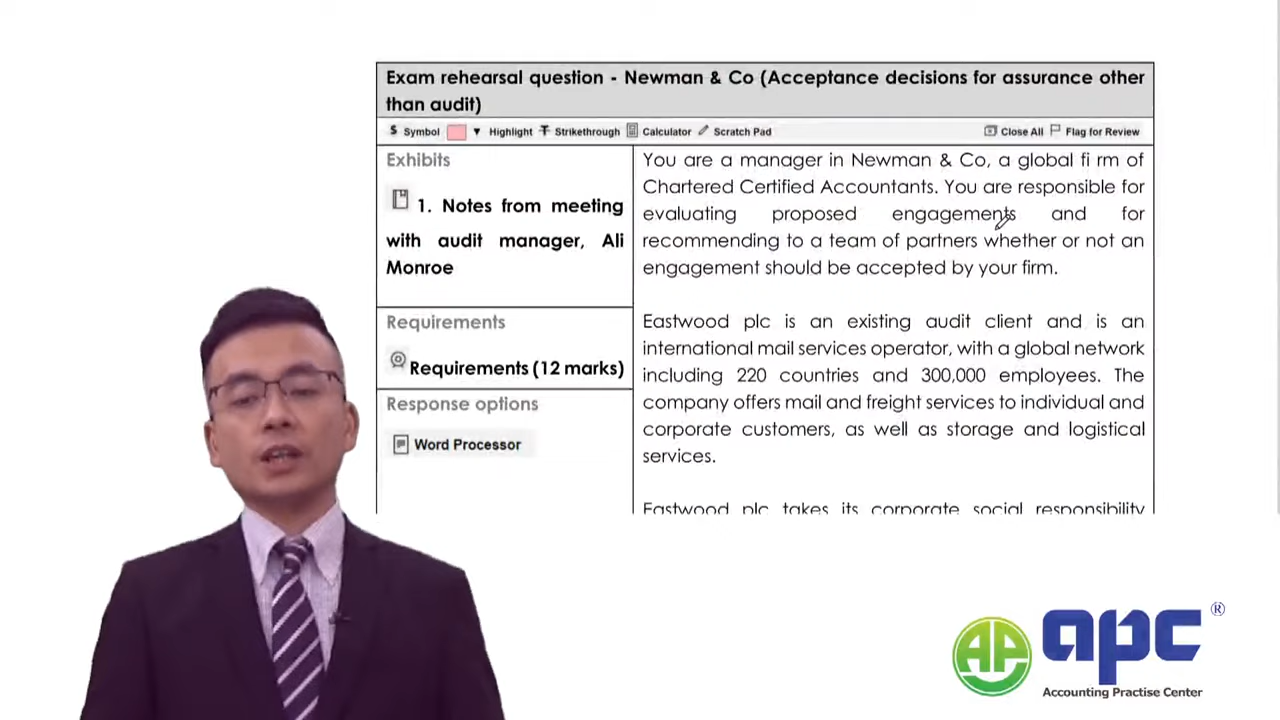 Exam rehearsal question - Newman & Co (Acceptance decisions for assurance other
than audit)
$ Symbol ▼ Highlight Strikethrough Calculator Scratch Pad Close All Flag for Review
Exhibits
1. Notes from meeting
with audit manager, Ali
Monroe
Requirements
Requirements (12 marks)
Response options
Word Processor
You are a manager in Newman & Co, a global fi rm of
Chartered Certified Accountants. You are responsible for
evaluating proposed engagements and for
recommending to a team of partners whether or not an
engagement should be accepted by your firm.
Eastwood plc is an existing audit client and is an
international mail services operator, with a global network
including 220 countries and 300,000 employees. The
company offers mail and freight services to individual and
corporate customers, as well as storage and logistical
services.
Eastwood plc takes its corporate social responsibility
AP apc ®
Accounting Practise Center